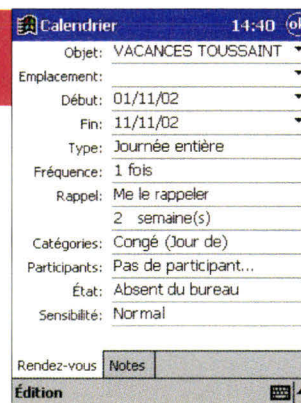 Calendrier 14:40 ok
Objet: VACANCES TOUSSAINT
Emplacement:
Début: 01/11/02
Fin: 11/11/02
Type: Journée entière
Fréquence: 1 fois
Rappel: Me le rappeler
2 semaine(s)
Catégories: Congé (Jour de)
Participants: Pas de participant...
État: Absent du bureau
Sensibilité: Normal
Rendez-vous Notes
Édition